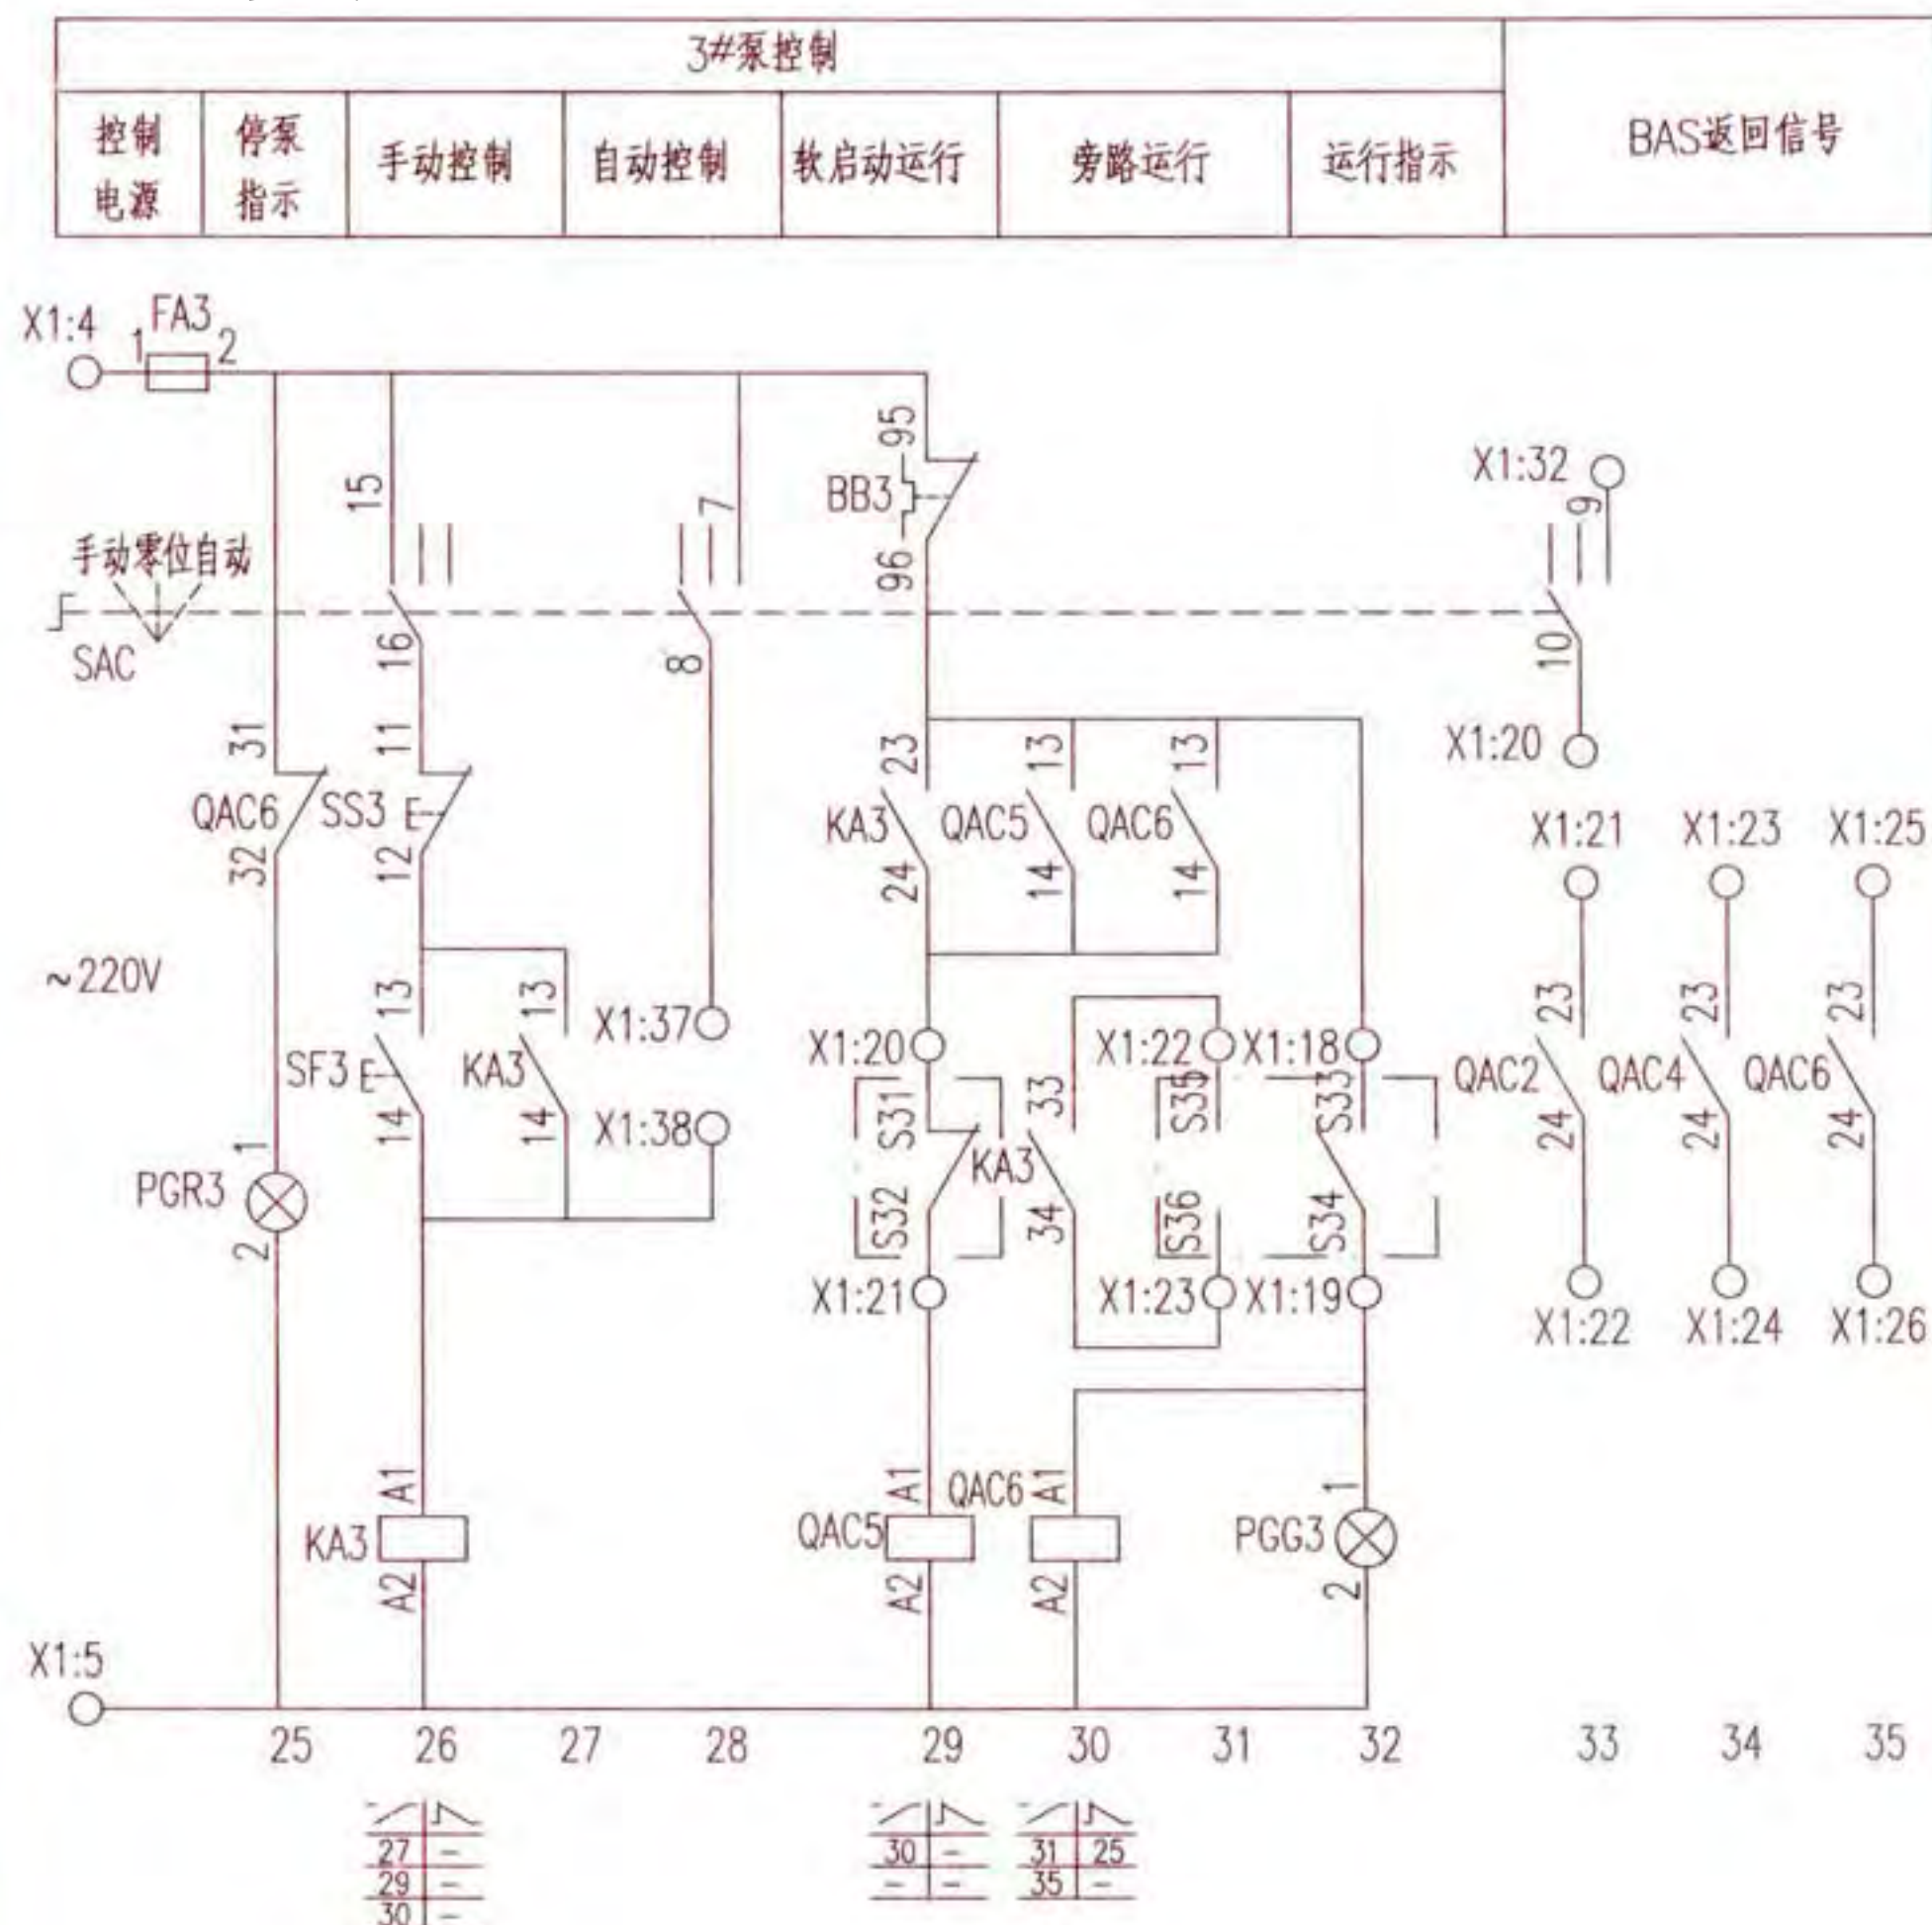 3#泵控制
BAS返回信号
控制
电源
停泵
指示
手动控制
自动控制
软启动运行
旁路运行
运行指示
X1:4
1
FA3
2
15
7
95
BB3
96
X1:32
9
手动零位自动
SAC
16
8
10
X1:20
31
QAC6
32
11
SS3
12
23
KA3
24
13
QAC5
14
13
QAC6
14
X1:21
X1:23
X1:25
~220V
13
SF3
14
13
KA3
14
X1:37
X1:38
X1:20
X1:22
X1:18
S31
S32
KA3
33
34
S35
S36
S33
S34
23
QAC2
24
23
QAC4
24
23
QAC6
24
1
PGR3
2
X1:21
X1:23
X1:19
X1:22
X1:24
X1:26
A1
KA3
A2
A1
QAC5
A2
QAC6
A1
A2
1
PGG3
2
X1:5
25 26 27 28 29 30 31 32 33 34 35
27 -
29 -
30 -
30 -
- -
31 25
35 -